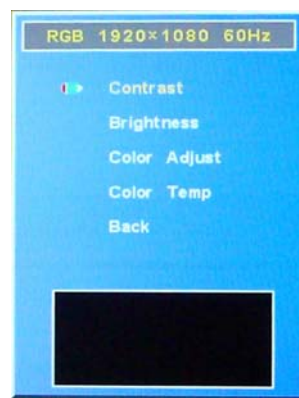 RGB 1920×1080 60Hz
Contrast
Brightness
Color Adjust
Color Temp
Back